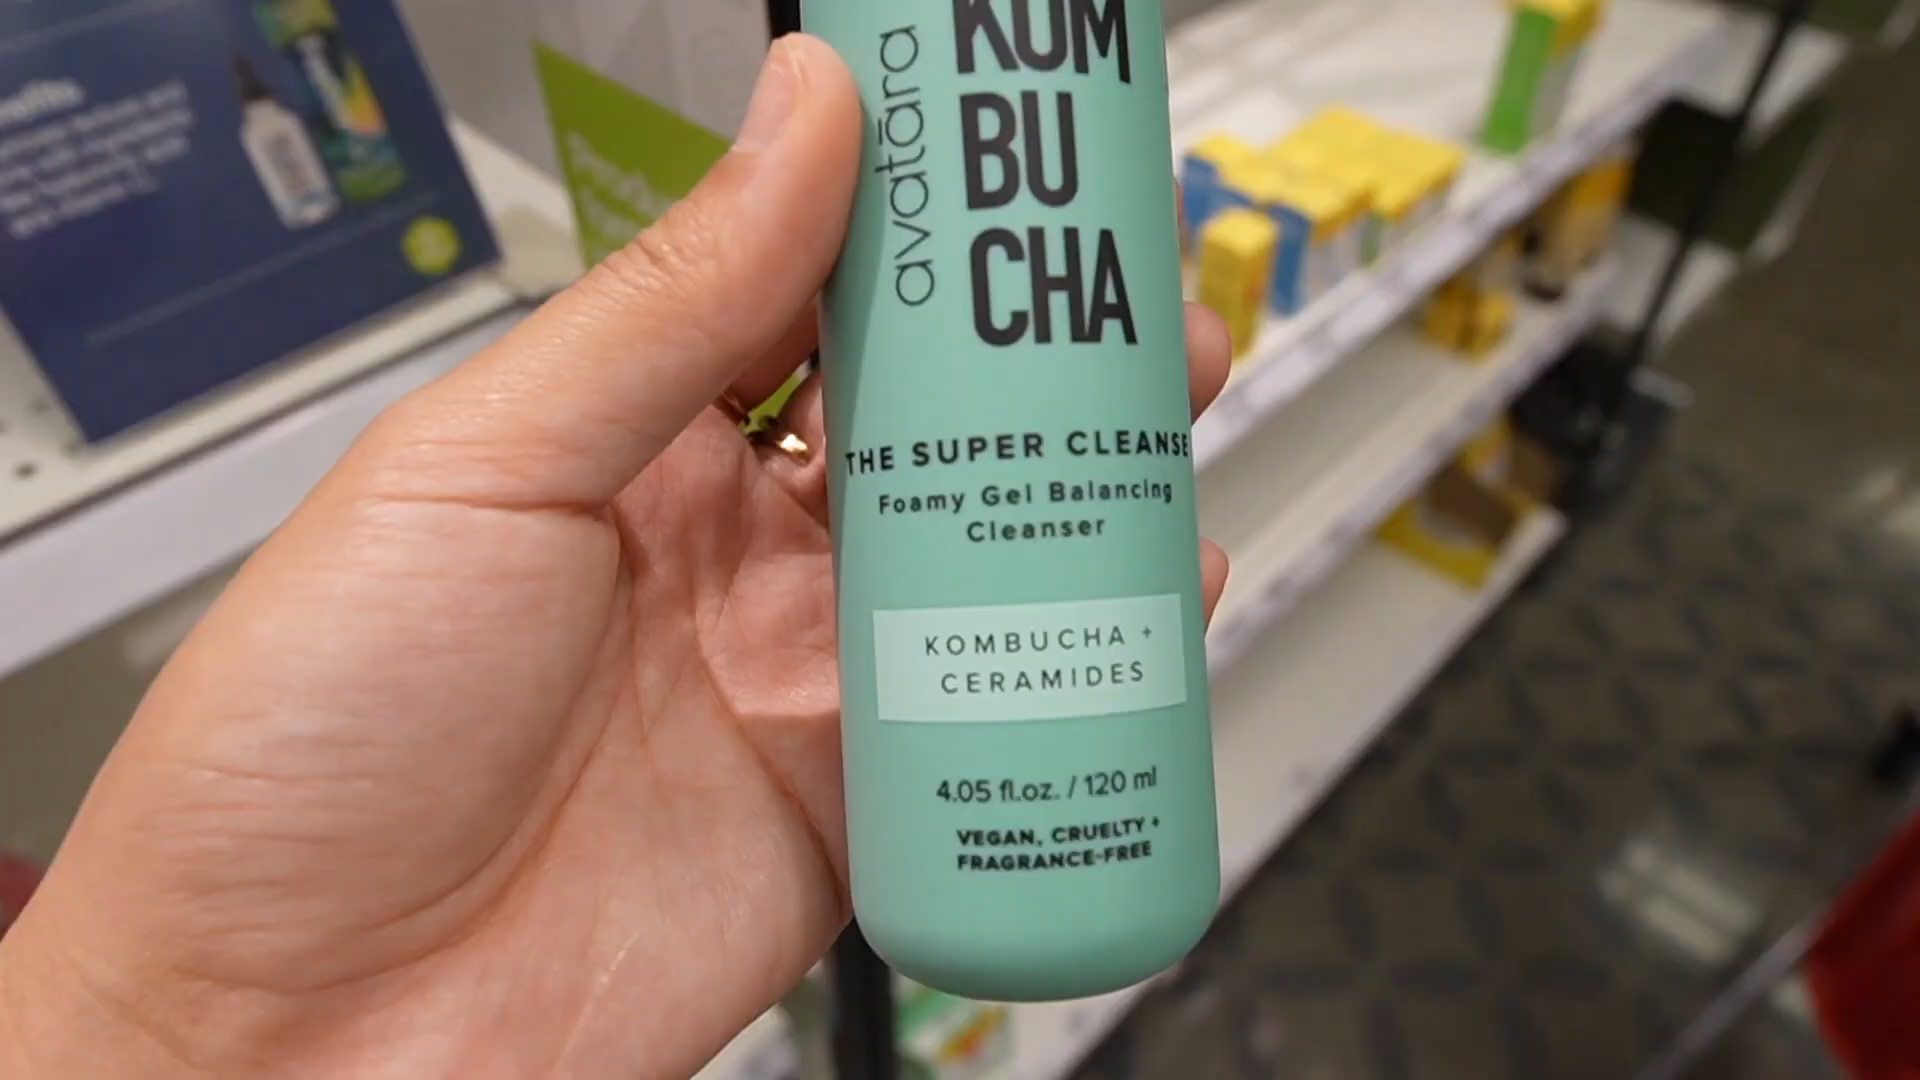 avatāra
KOM
BU
CHA
THE SUPER CLEANSE
Foamy Gel Balancing
Cleanser
KOMBUCHA +
CERAMIDES
4.05 fl.oz. / 120 ml
VEGAN, CRUELTY +
FRAGRANCE-FREE